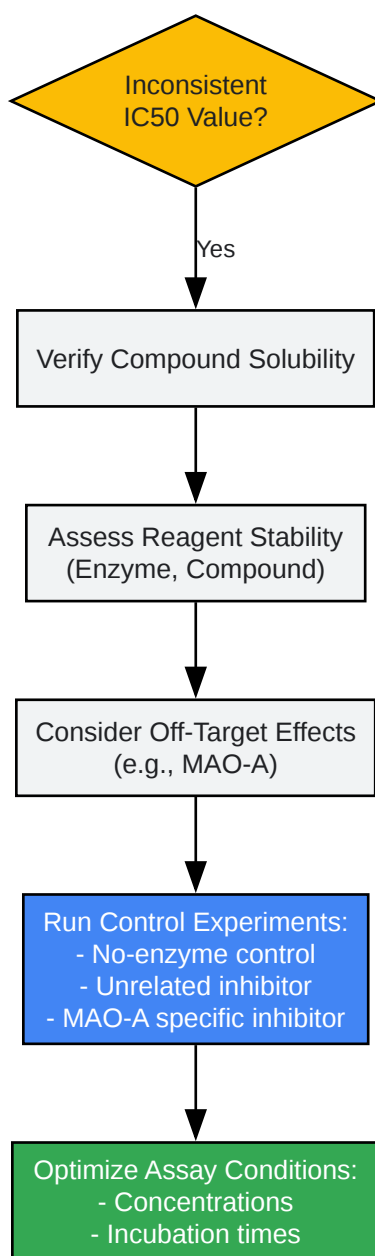 Inconsistent
IC50 Value?
Yes
Verify Compound Solubility
Assess Reagent Stability
(Enzyme, Compound)
Consider Off-Target Effects
(e.g., MAO-A)
Run Control Experiments:
- No-enzyme control
- Unrelated inhibitor
- MAO-A specific inhibitor
Optimize Assay Conditions:
- Concentrations
- Incubation times